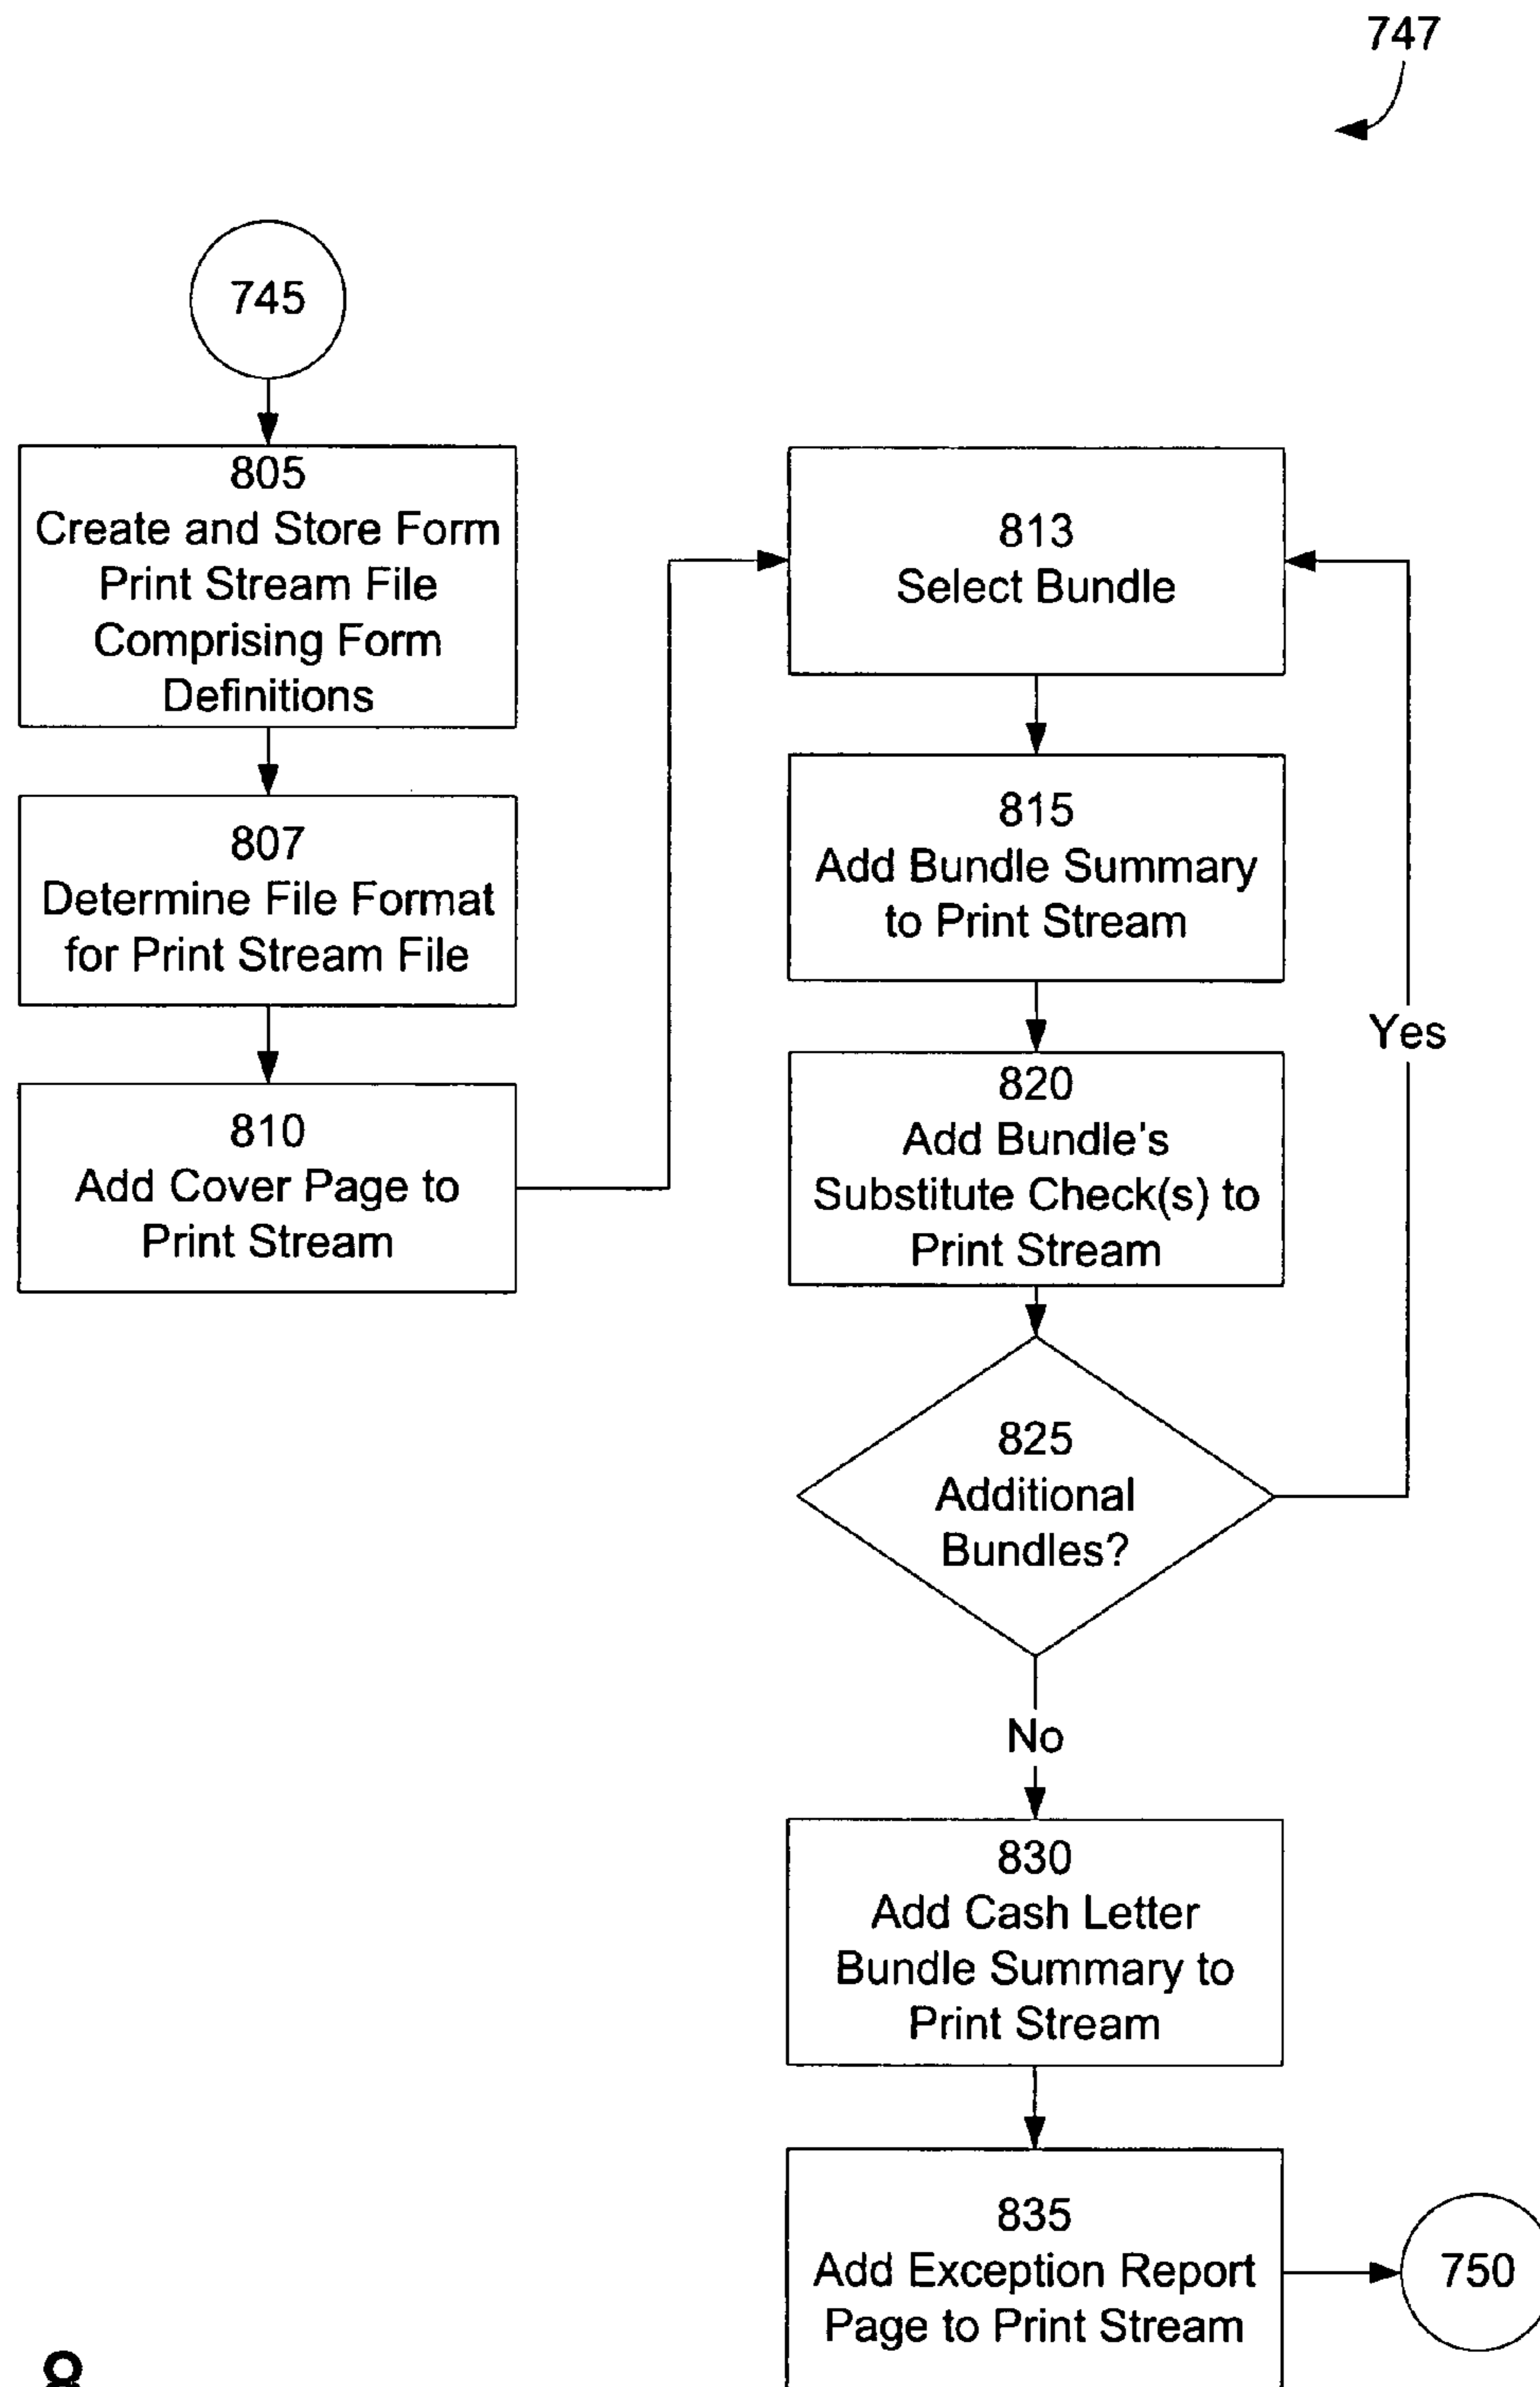 747
745
805
Create and Store Form
Print Stream File
Comprising Form
Definitions
807
Determine File Format
for Print Stream File
810
Add Cover Page to
Print Stream
813
Select Bundle
815
Add Bundle Summary
to Print Stream
820
Add Bundle's
Substitute Check(s) to
Print Stream
825
Additional
Bundles?
Yes
No
830
Add Cash Letter
Bundle Summary to
Print Stream
835
Add Exception Report
Page to Print Stream
750
8